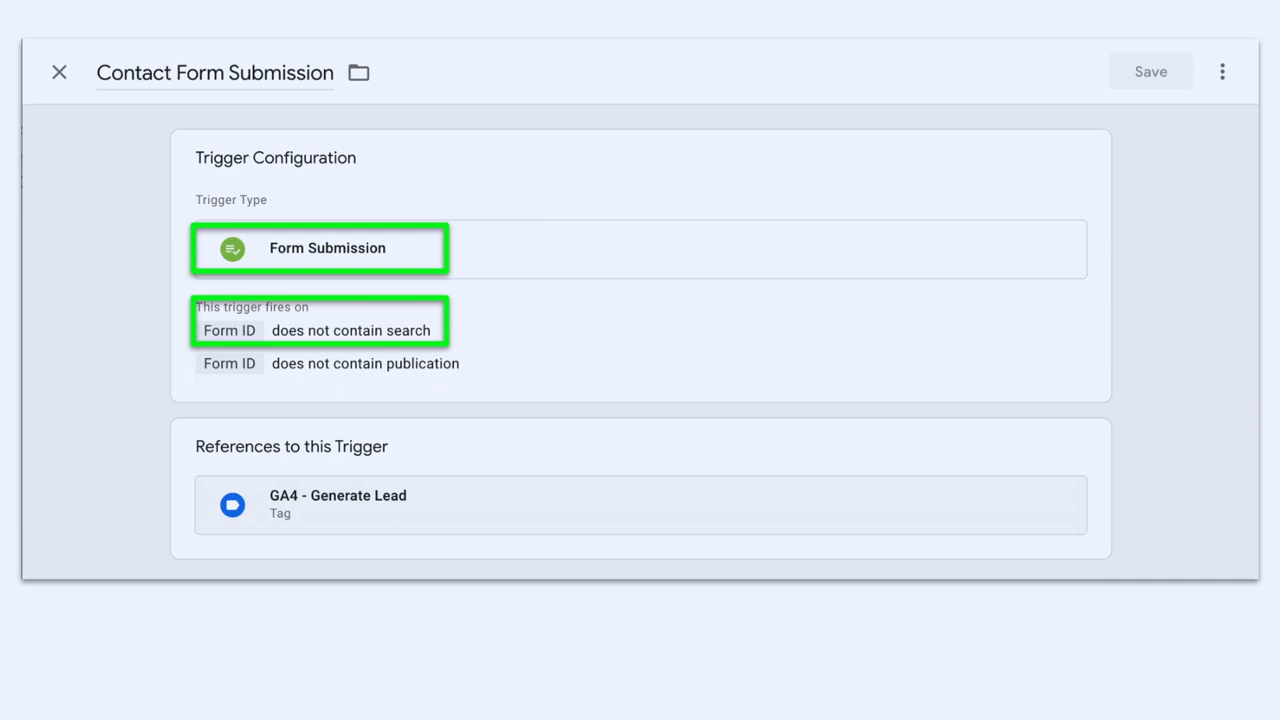 Contact Form Submission
Save
Trigger Configuration
Trigger Type
Form Submission
This trigger fires on
Form ID does not contain search
Form ID does not contain publication
References to this Trigger
GA4 - Generate Lead
Tag